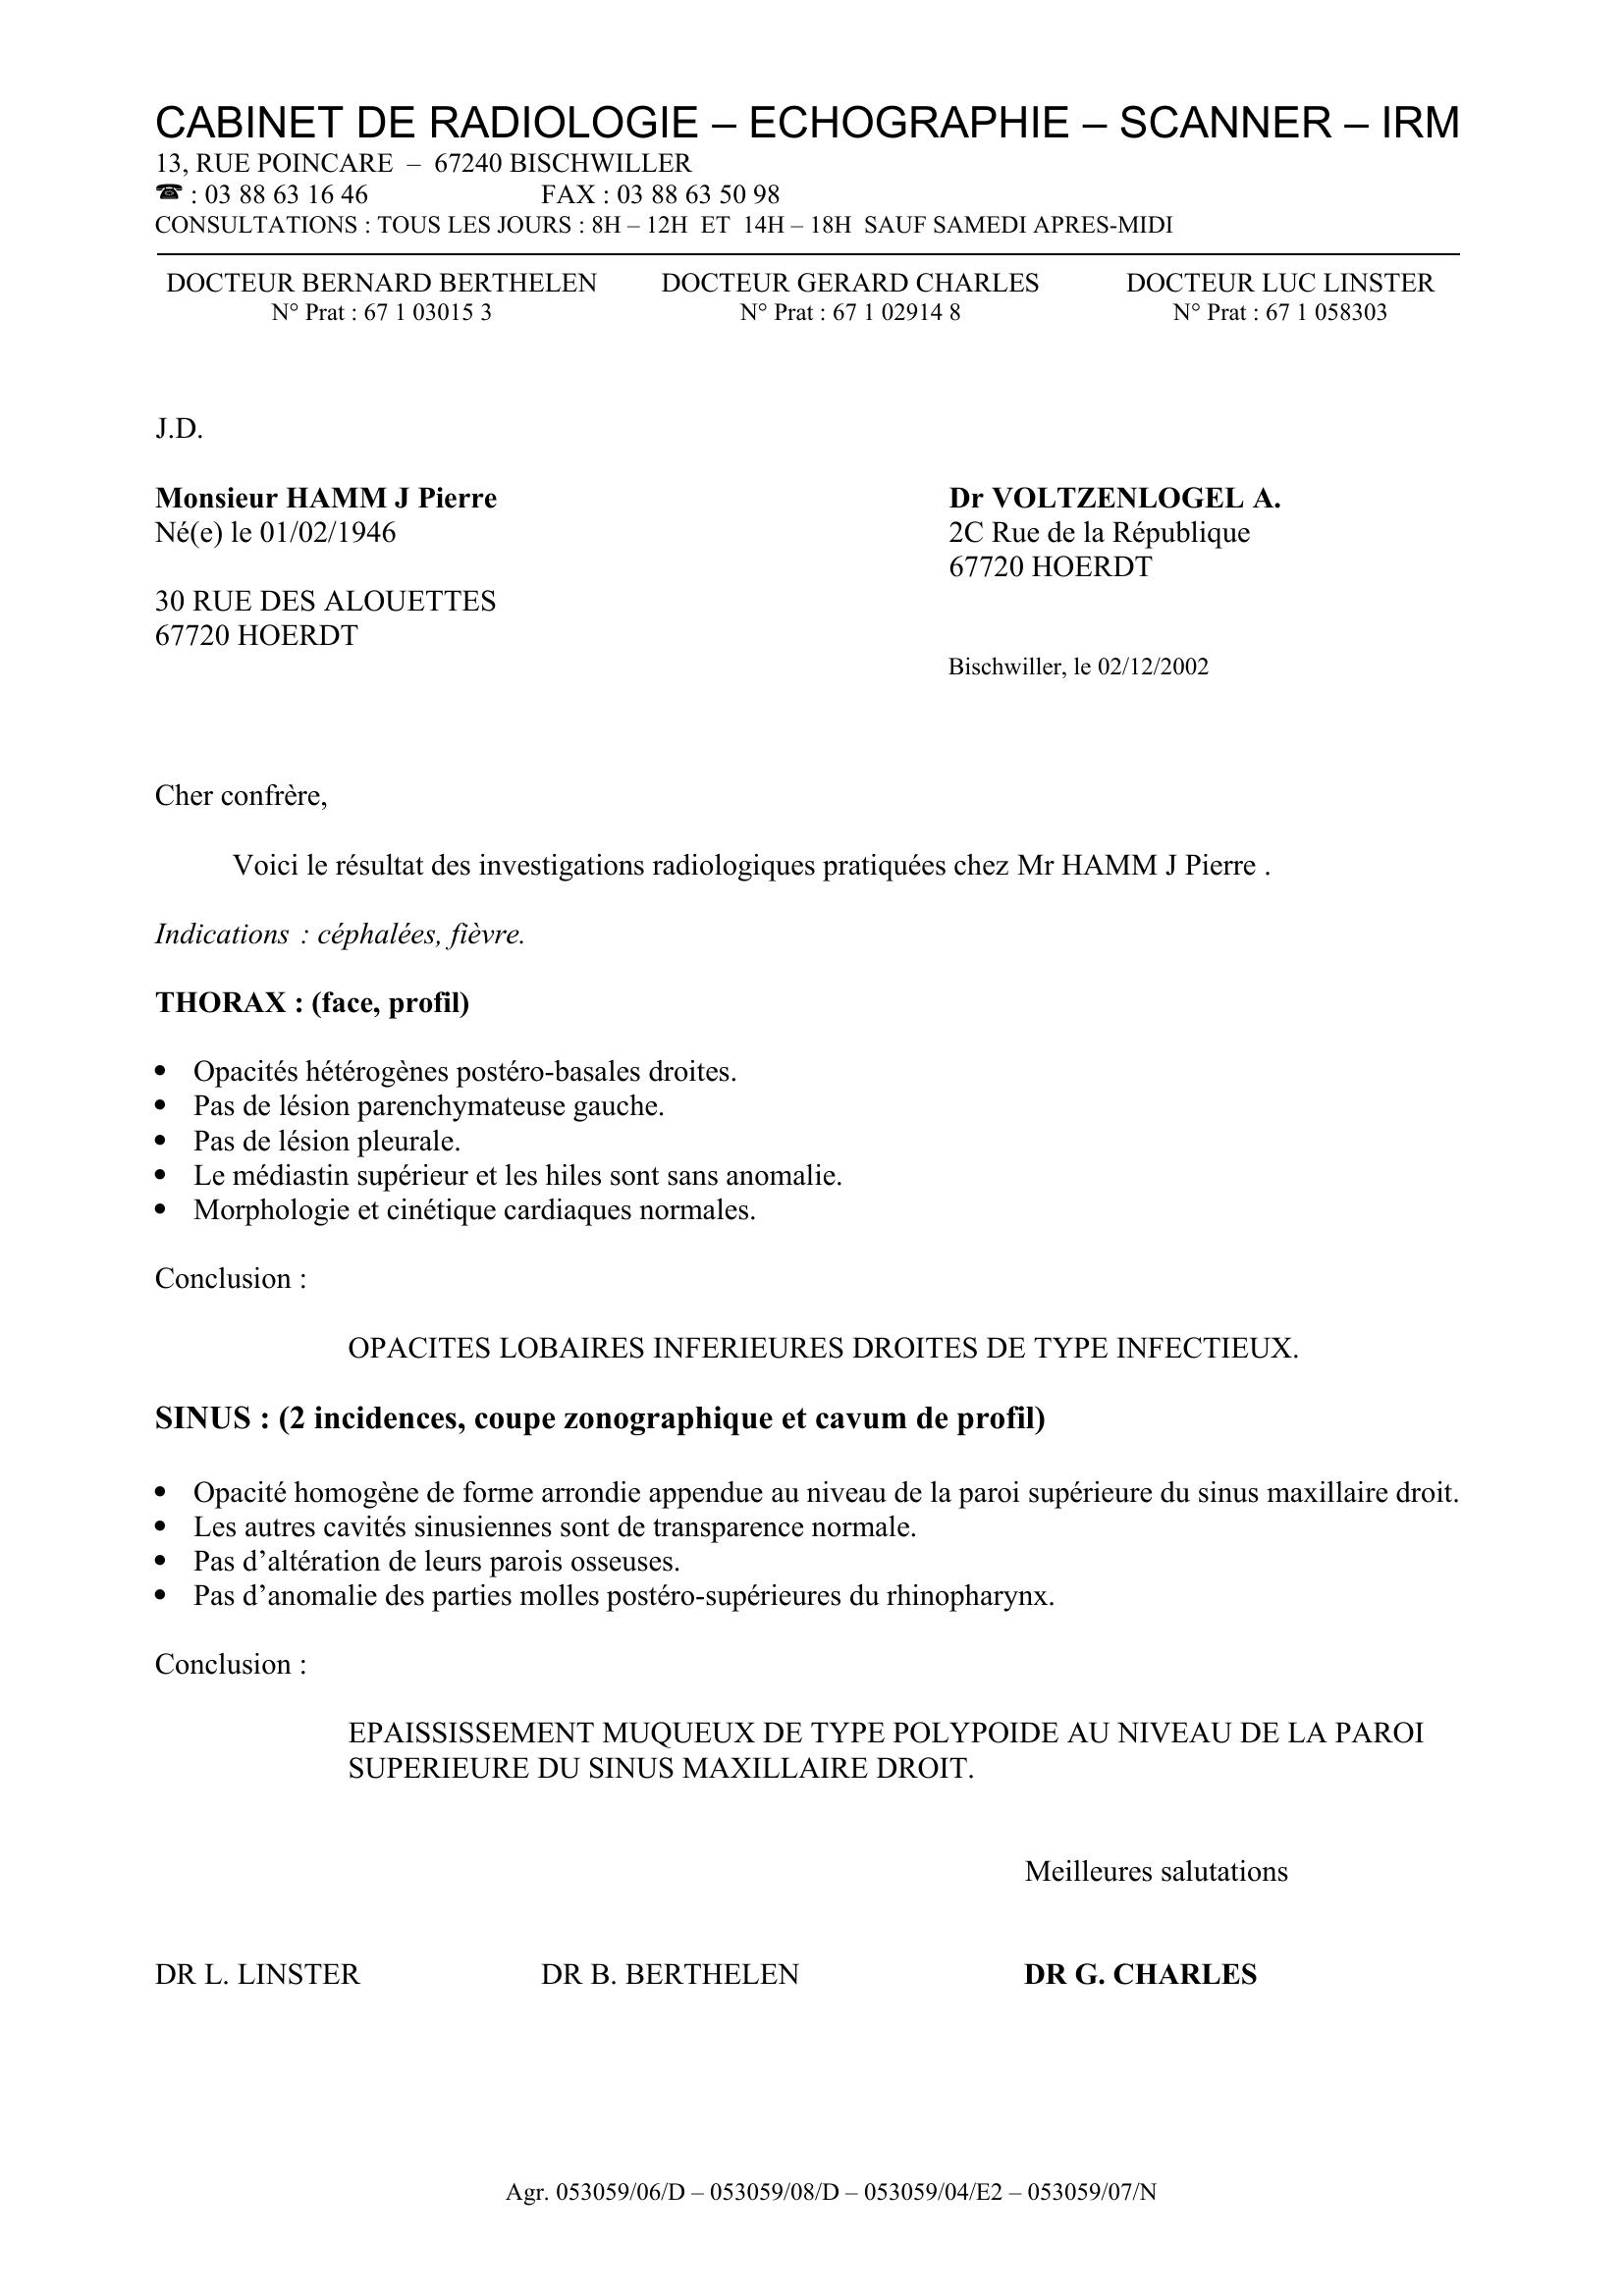 CABINET DE RADIOLOGIE – ECHOGRAPHIE – SCANNER – IRM
13, RUE POINCARE – 67240 BISCHWILLER
☎ : 03 88 63 16 46 FAX : 03 88 63 50 98
CONSULTATIONS : TOUS LES JOURS : 8H – 12H ET 14H – 18H SAUF SAMEDI APRES-MIDI
DOCTEUR BERNARD BERTHELEN DOCTEUR GERARD CHARLES DOCTEUR LUC LINSTER
N° Prat : 67 1 03015 3 N° Prat : 67 1 02914 8 N° Prat : 67 1 058303
J.D.
Monsieur HAMM J Pierre
Né(e) le 01/02/1946
30 RUE DES ALOUETTES
67720 HOERDT
Dr VOLTZENLOGEL A.
2C Rue de la République
67720 HOERDT
Bischwiller, le 02/12/2002
Cher confrère,
Voici le résultat des investigations radiologiques pratiquées chez Mr HAMM J Pierre .
Indications : céphalées, fièvre.
THORAX : (face, profil)
• Opacités hétérogènes postéro-basales droites.
• Pas de lésion parenchymateuse gauche.
• Pas de lésion pleurale.
• Le médiastin supérieur et les hiles sont sans anomalie.
• Morphologie et cinétique cardiaques normales.
Conclusion :
OPACITES LOBAIRES INFERIEURES DROITES DE TYPE INFECTIEUX.
SINUS : (2 incidences, coupe zonographique et cavum de profil)
• Opacité homogène de forme arrondie appendue au niveau de la paroi supérieure du sinus maxillaire droit.
• Les autres cavités sinusiennes sont de transparence normale.
• Pas d’altération de leurs parois osseuses.
• Pas d’anomalie des parties molles postéro-supérieures du rhinopharynx.
Conclusion :
EPAISSISSEMENT MUQUEUX DE TYPE POLYPOIDE AU NIVEAU DE LA PAROI
SUPERIEURE DU SINUS MAXILLAIRE DROIT.
Meilleures salutations
DR L. LINSTER DR B. BERTHELEN DR G. CHARLES
Agr. 053059/06/D – 053059/08/D – 053059/04/E2 – 053059/07/N